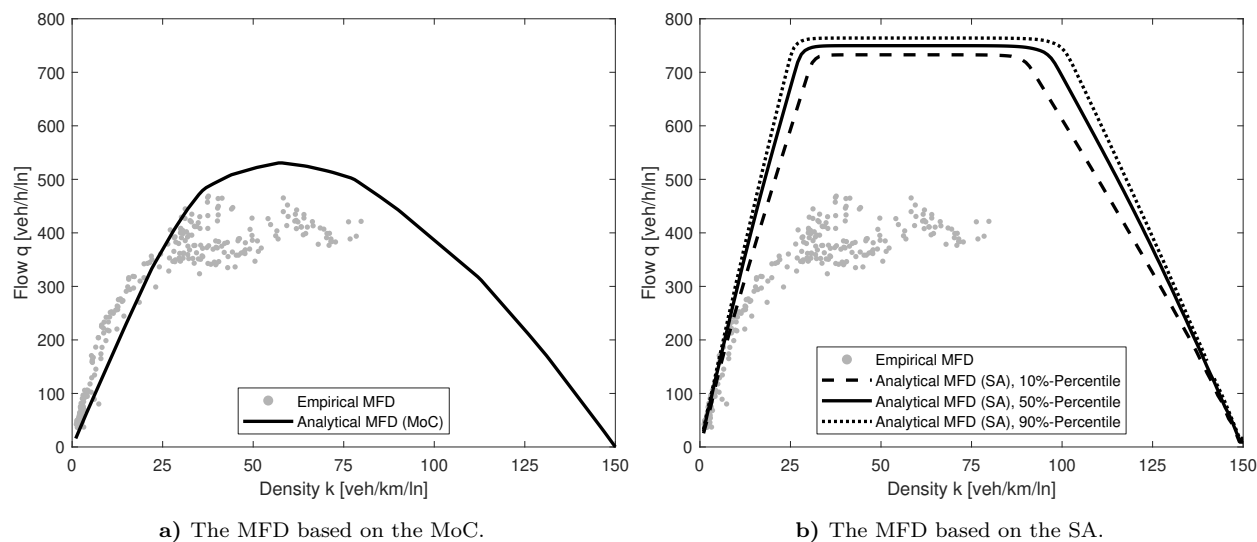 800
700
600
500
400
300
200
100
0
Flow q [veh/h/ln]
Empirical MFD
Analytical MFD (MoC)
0 25 50 75 100 125 150
Density k [veh/km/ln]
a) The MFD based on the MoC.
800
700
600
500
400
300
200
100
0
Flow q [veh/h/ln]
Empirical MFD
Analytical MFD (SA), 10%-Percentile
Analytical MFD (SA), 50%-Percentile
Analytical MFD (SA), 90%-Percentile
0 25 50 75 100 125 150
Density k [veh/km/ln]
b) The MFD based on the SA.